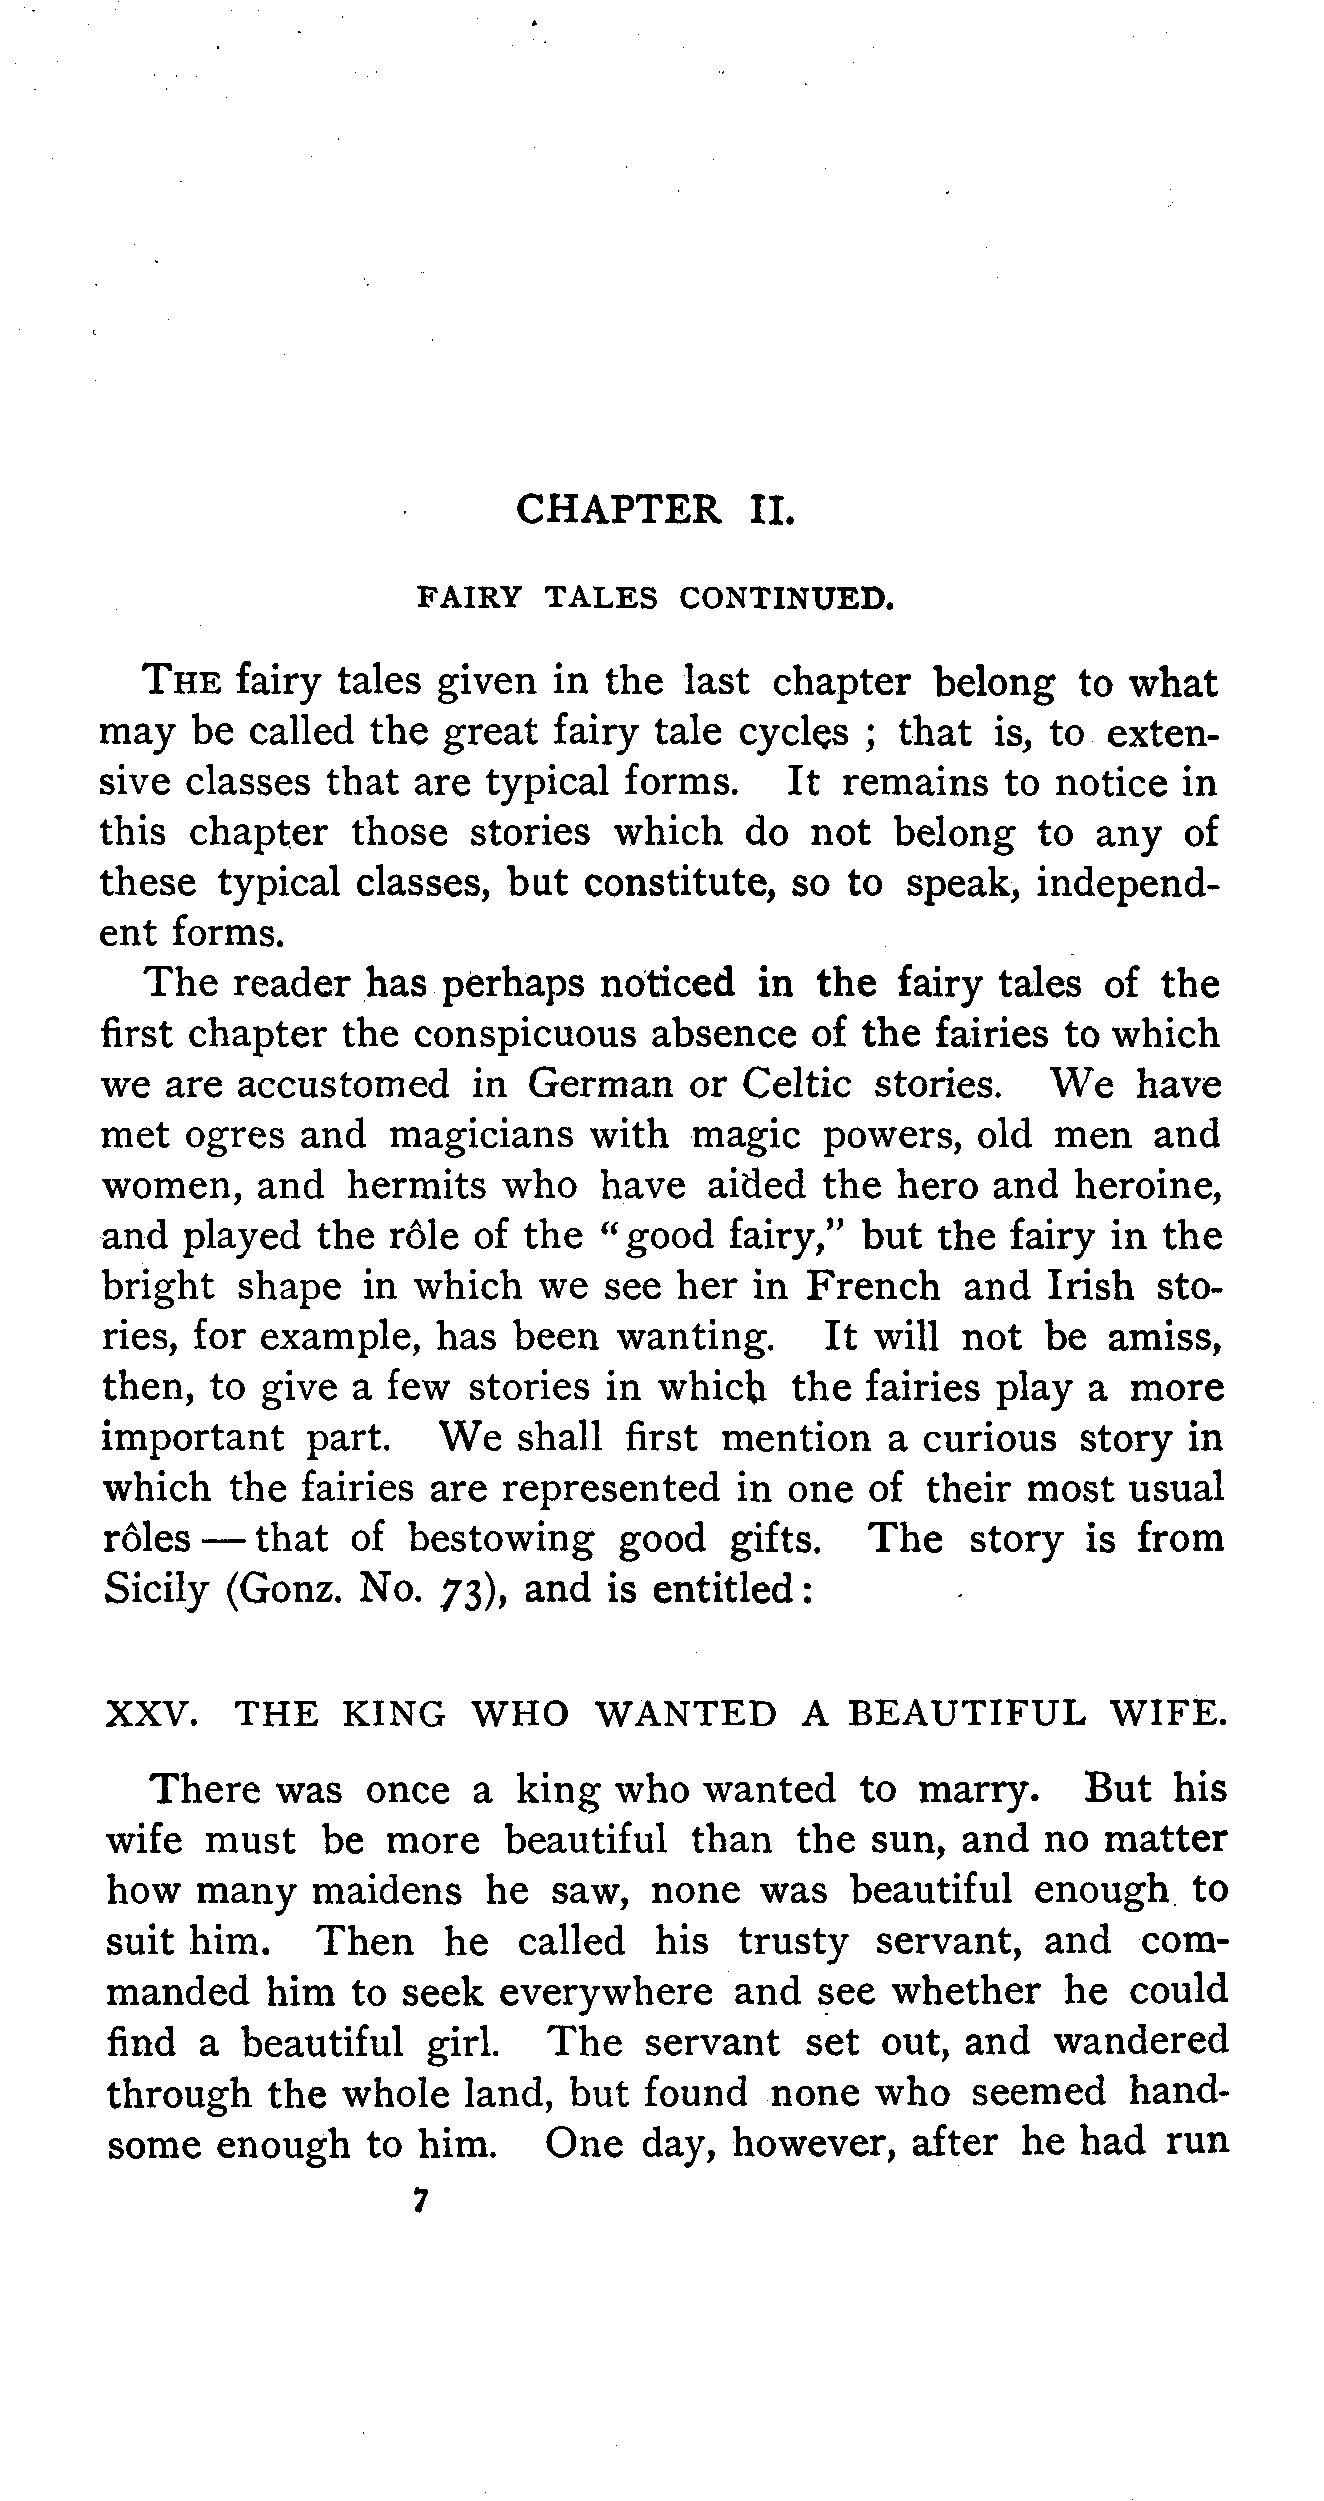 CHAPTER II.
FAIRY TALES CONTINUED.
THE fairy tales given in the last chapter belong to what
may be called the great fairy tale cycles ; that is, to exten-
sive classes that are typical forms. It remains to notice in
this chapter those stories which do not belong to any of
these typical classes, but constitute, so to speak, independ-
ent forms.
The reader has perhaps noticed in the fairy tales of the
first chapter the conspicuous absence of the fairies to which
we are accustomed in German or Celtic stories. We have
met ogres and magicians with magic powers, old men and
women, and hermits who have aided the hero and heroine,
and played the rôle of the "good fairy," but the fairy in the
bright shape in which we see her in French and Irish sto-
ries, for example, has been wanting. It will not be amiss,
then, to give a few stories in which the fairies play a more
important part. We shall first mention a curious story in
which the fairies are represented in one of their most usual
rôles — that of bestowing good gifts. The story is from
Sicily (Gonz. No. 73), and is entitled :
XXV. THE KING WHO WANTED A BEAUTIFUL WIFE.
There was once a king who wanted to marry. But his
wife must be more beautiful than the sun, and no matter
how many maidens he saw, none was beautiful enough to
suit him. Then he called his trusty servant, and com-
manded him to seek everywhere and see whether he could
find a beautiful girl. The servant set out, and wandered
through the whole land, but found none who seemed hand-
some enough to him. One day, however, after he had run
7